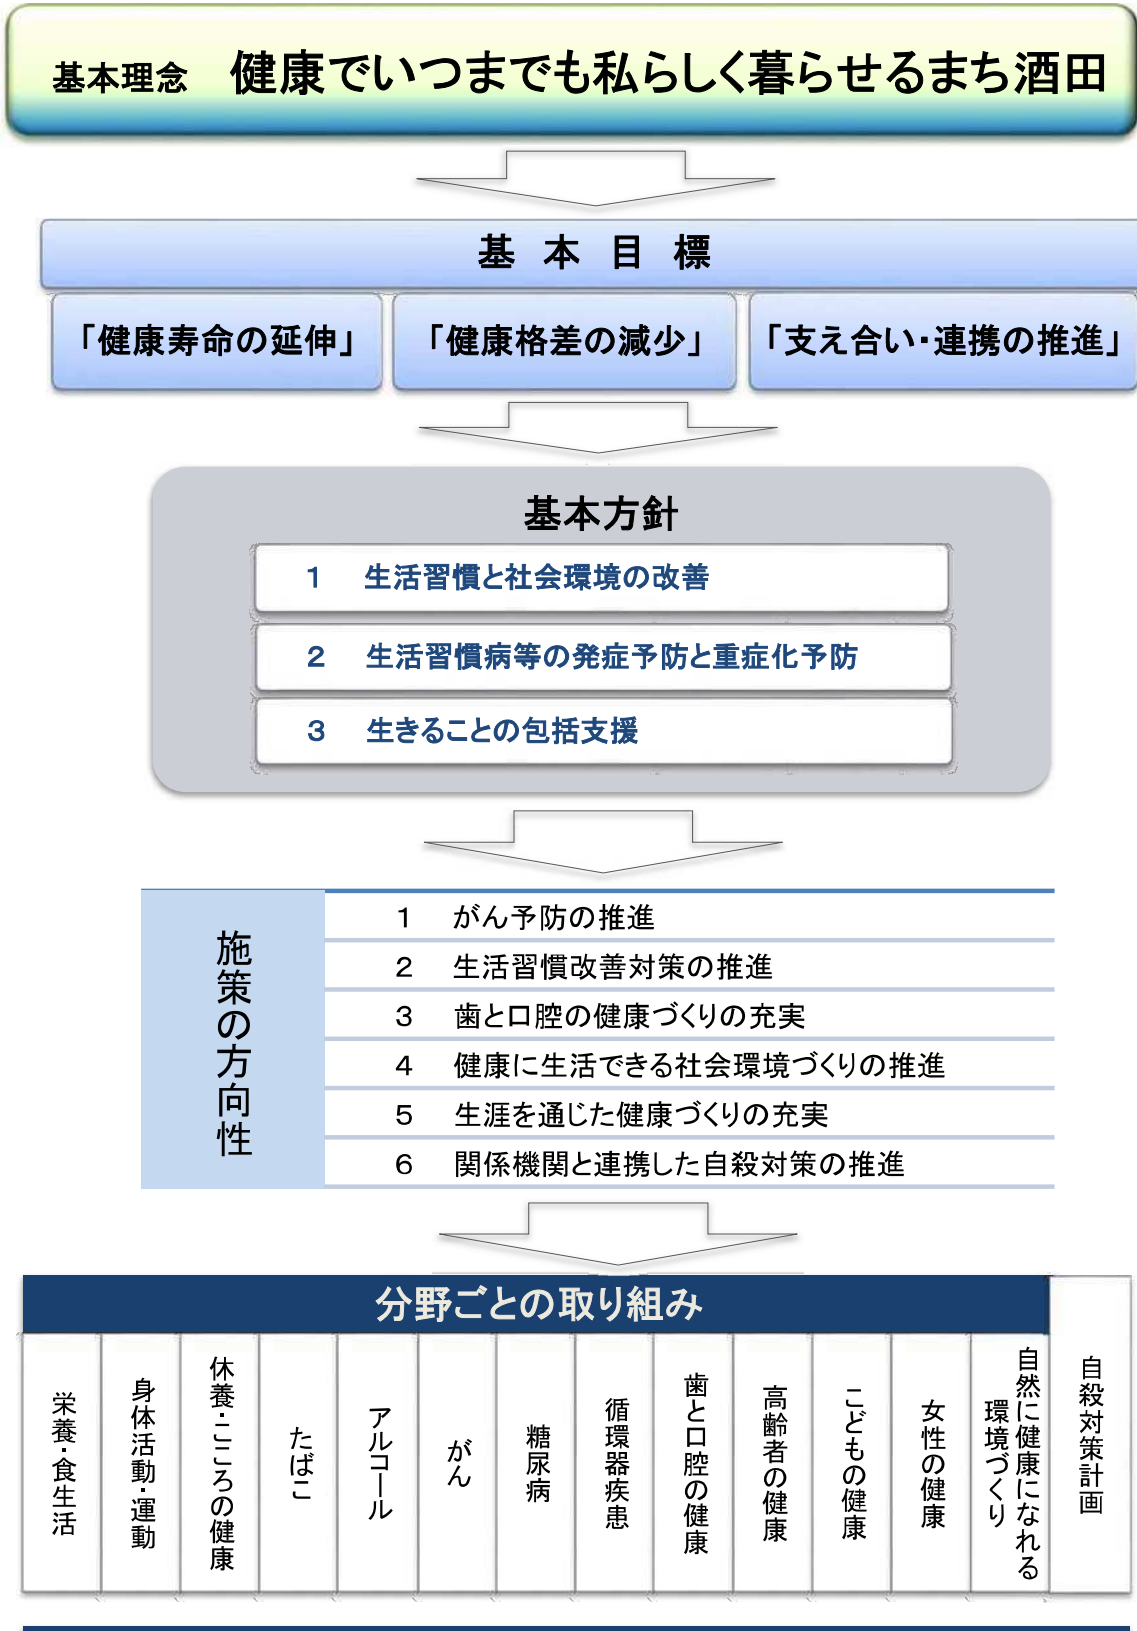 基本理念　健康でいつまでも私らしく暮らせるまち酒田
基本目標
「健康寿命の延伸」
「健康格差の減少」
「支え合い・連携の推進」
基本方針
1　生活習慣と社会環境の改善
2　生活習慣病等の発症予防と重症化予防
3　生きることの包括支援
施策の方向性
1　がん予防の推進
2　生活習慣改善対策の推進
3　歯と口腔の健康づくりの充実
4　健康に生活できる社会環境づくりの推進
5　生涯を通じた健康づくりの充実
6　関係機関と連携した自殺対策の推進
分野ごとの取り組み
栄養・食生活
身体活動・運動
休養・こころの健康
たばこ
アルコール
がん
糖尿病
循環器疾患
歯と口腔の健康
高齢者の健康
こどもの健康
女性の健康
自然に健康になれる
環境づくり
自殺対策計画